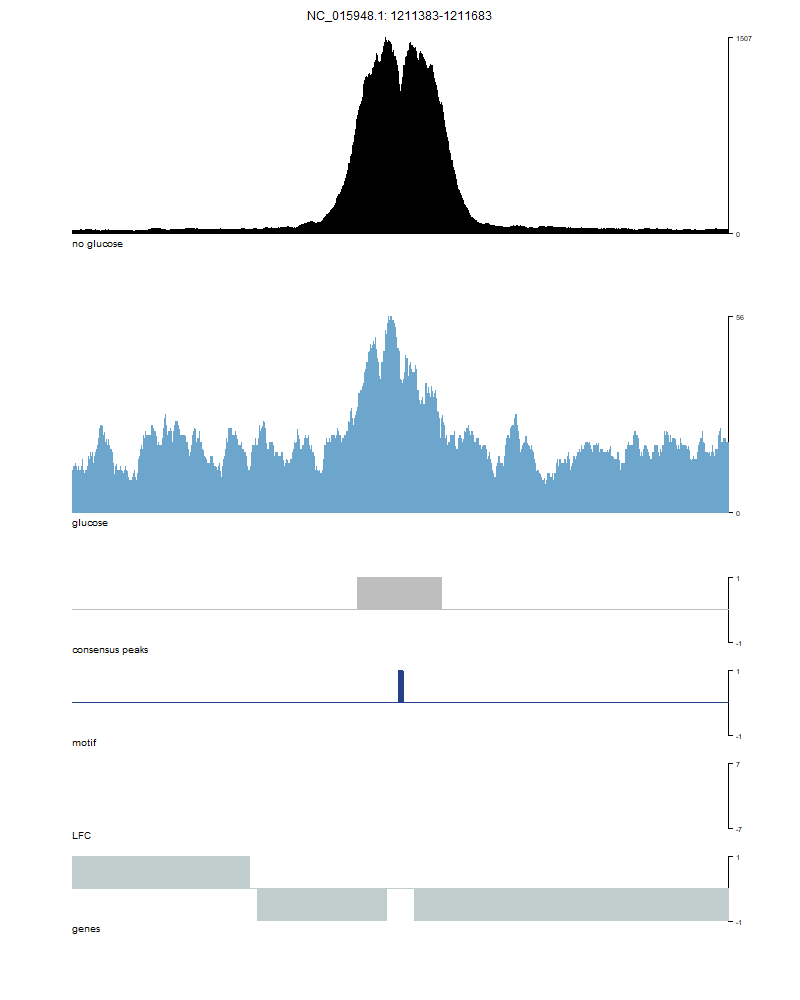 NC_015948.1: 1211383-1211683
1507
0
no glucose
56
0
glucose
1
-1
consensus peaks
1
-1
motif
7
-7
LFC
1
-1
genes